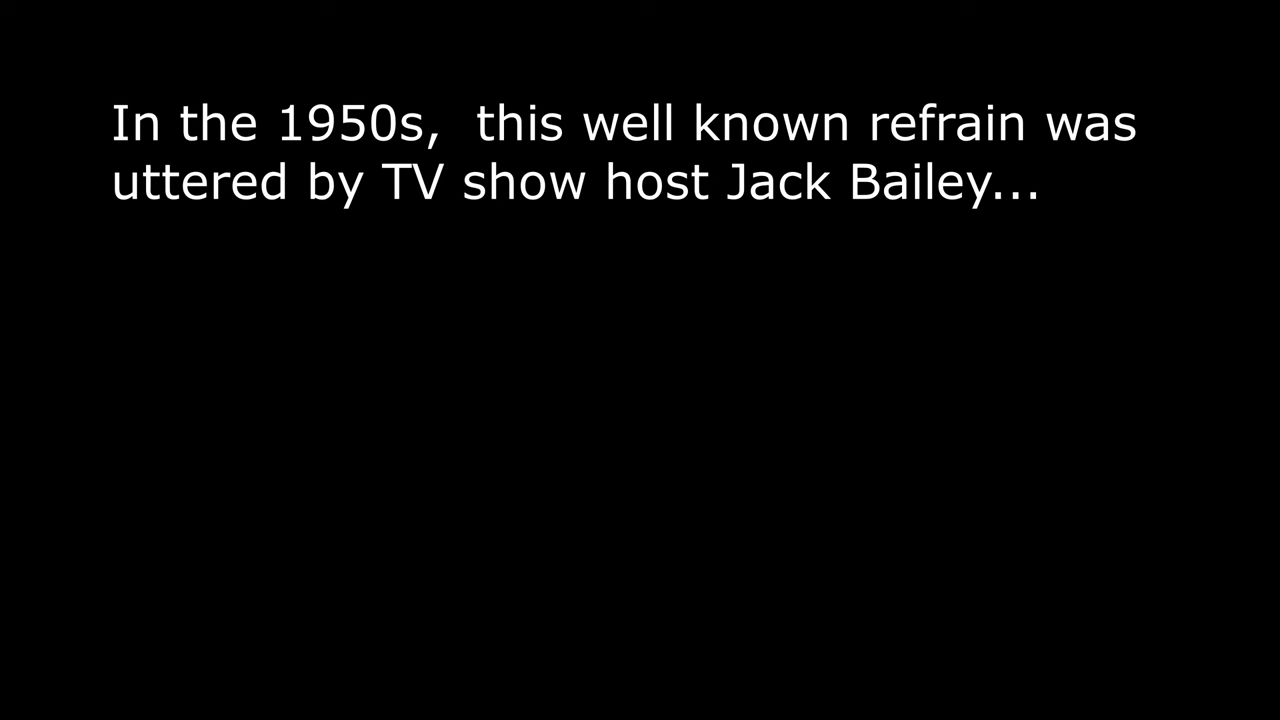 In the 1950s,  this well known refrain was
uttered by TV show host Jack Bailey...